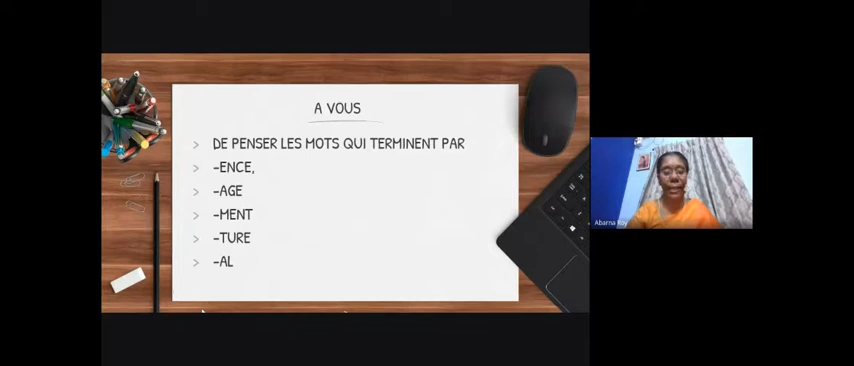 A VOUS
DE PENSER LES MOTS QUI TERMINENT PAR
-ENCE,
-AGE
-MENT
-TURE
-AL
Abarna Roy